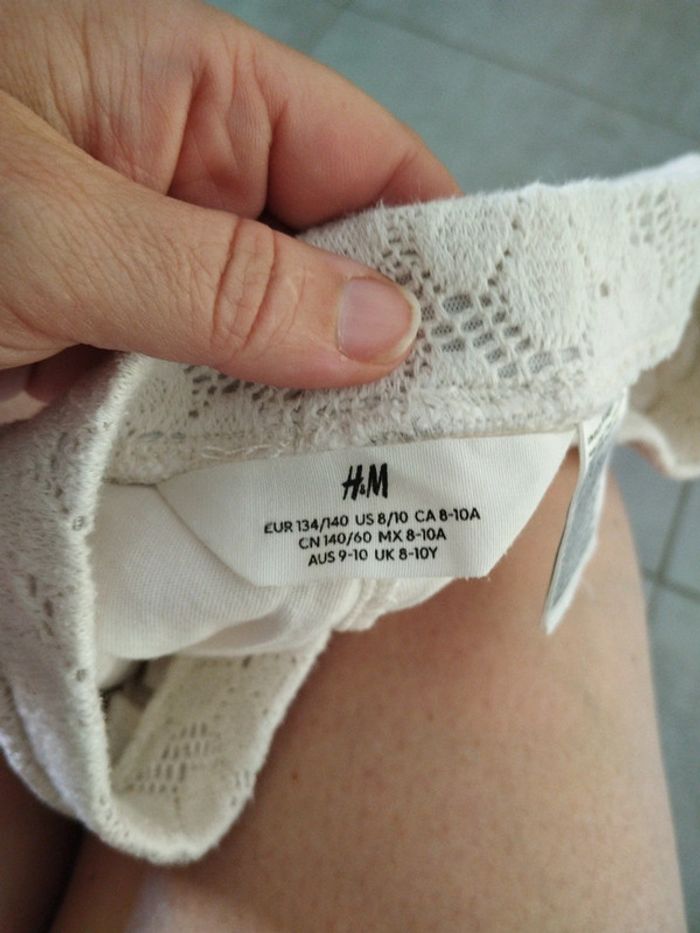 H&M
EUR 134/140 US 8/10 CA 8-10A
CN 140/60 MX 8-10A
AUS 9-10 UK 8-10Y